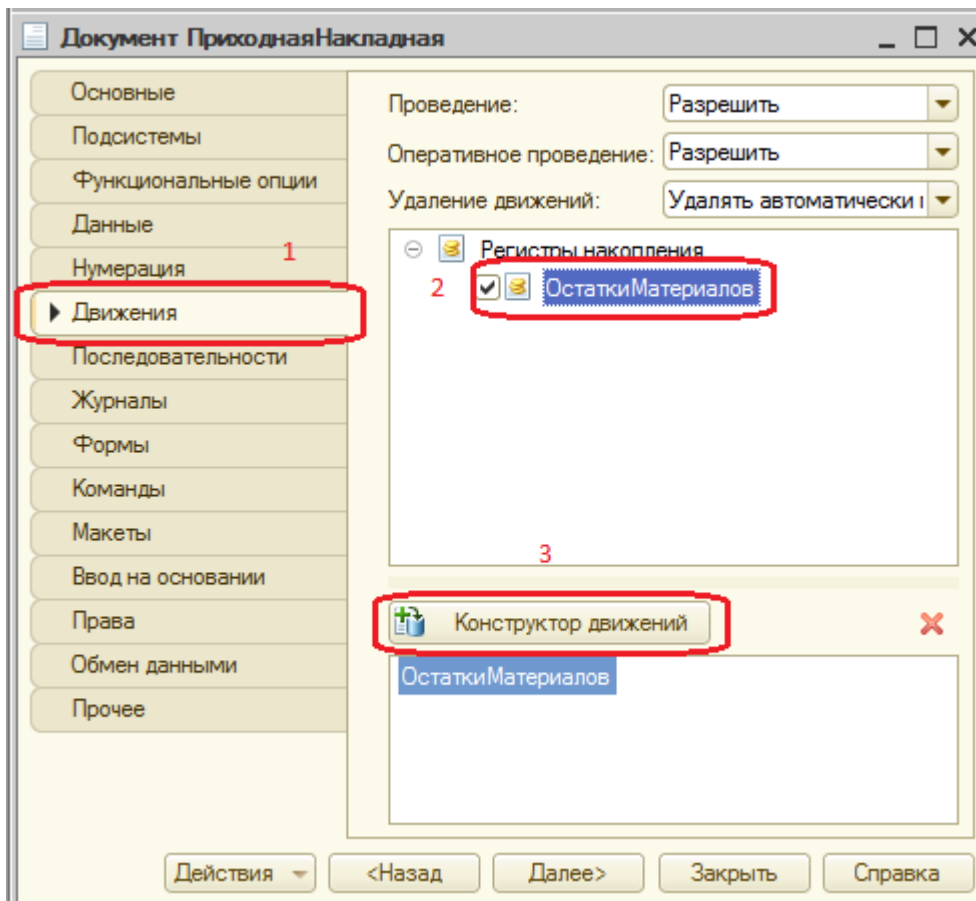 Документ ПриходнаяНакладная
Основные
Подсистемы
Функциональные опции
Данные
1
Нумерация
Движения
Последовательности
Журналы
Формы
Команды
Макеты
Ввод на основании
Права
Обмен данными
Прочее
Проведение: Разрешить
Оперативное проведение: Разрешить
Удаление движений: Удалять автоматически
Регистры накопления
2 ОстаткиМатериалов
3
Конструктор движений
ОстаткиМатериалов
Действия <Назад Далее> Закрыть Справка